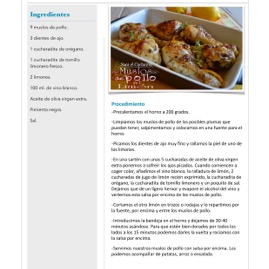 Ingredientes
9 muslos de pollo.
3 dientes de ajo.
1 cucharadita de orégano.
1 cucharadita de tomillo
limonero fresco.
2 limones.
100 ml. de vino blanco.
Aceite de oliva virgen extra.
Pimienta negra.
Sal.
Muslos
de pollo
al
Limón
Procedimiento
-Precalentamos el horno a 200 grados.
-Limpiamos los muslos de pollo de las posibles plumas que
puedan tener, salpimentamos y colocamos en una fuente para el
horno.
-Picamos los dientes de ajo muy fino y rallamos la piel de uno de
los limones.
-En una sartén con unas 5 cucharadas de aceite de oliva virgen
extra ponemos a sofreír los ajos picados. Cuando comiencen a
coger color, añadimos el vino blanco, la ralladura de limón, 2
cucharadas de jugo de limón recién exprimido, la cucharadita de
orégano, la cucharadita de tomillo limonero y un poquito de sal.
Dejamos que de un ligero hervor y evapore el alcohol del vino y
vertemos esta salsa por encima de los muslos de pollo.
-Cortamos el otro limón en trozos o rodajas y lo repartimos por
la fuente, por encima y entre los muslos de pollo.
-Introducimos la bandeja en el horno y dejamos de 30-40
minutos asándose. Para que estén bien dorados por todos los
lados a los 15 minutos podemos darles la vuelta y rociamos con
la salsa por encima.
-Servimos nuestros muslos de pollo con salsa por encima. Los
podemos acompañar de patatas, arroz o ensalada.